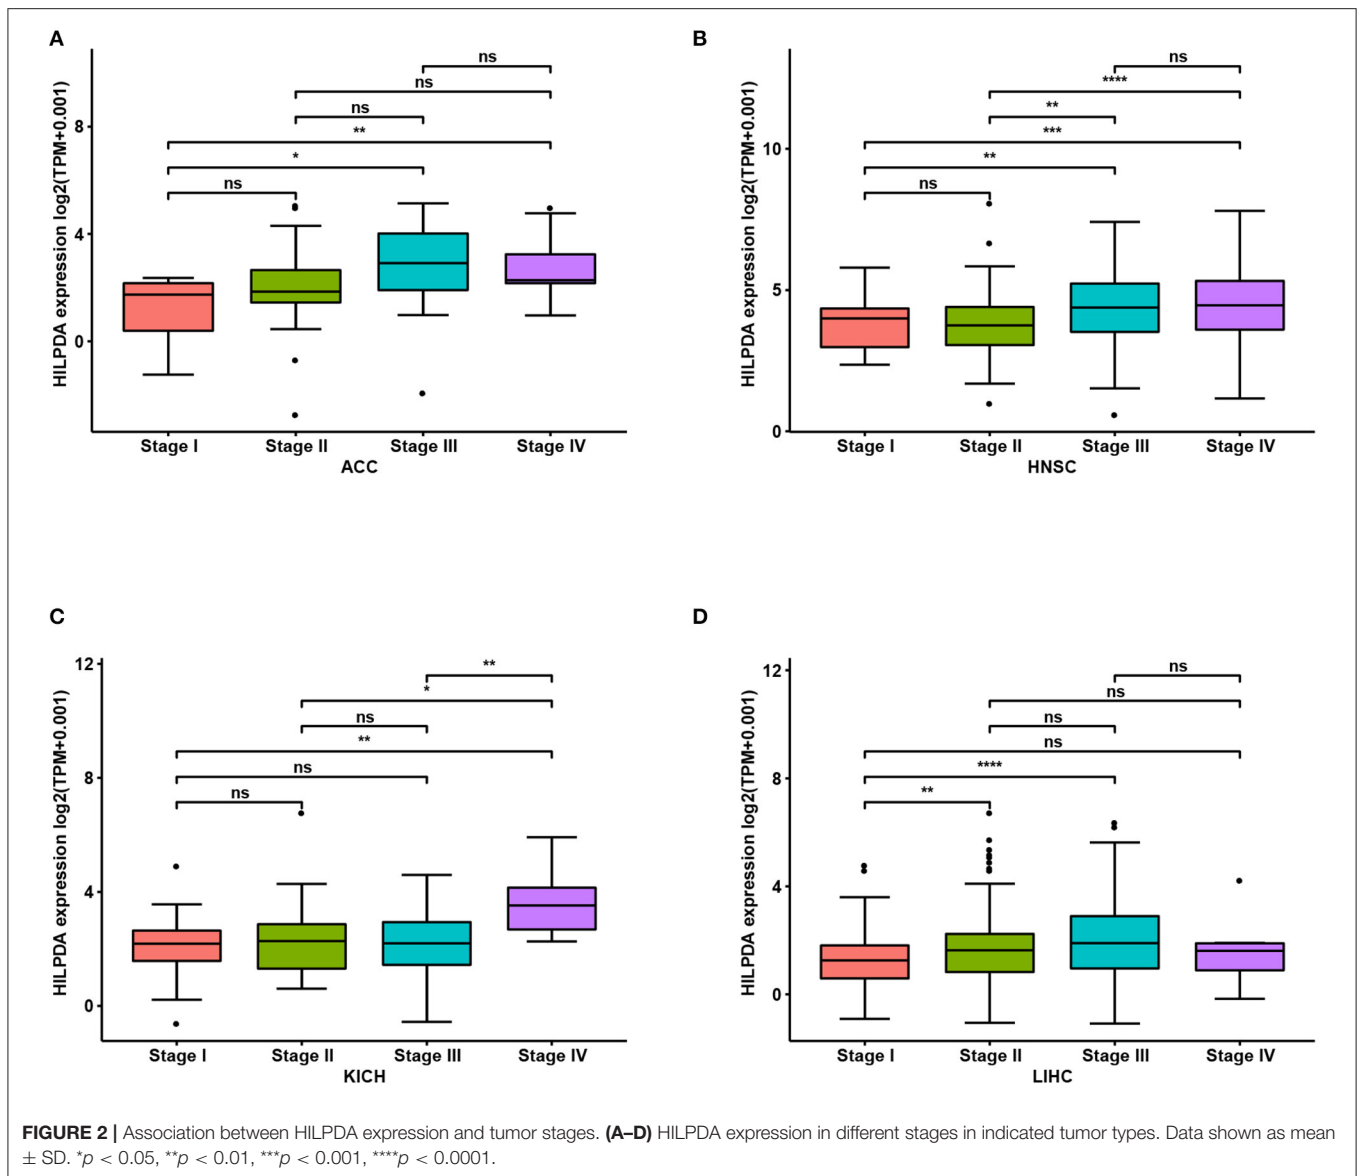 A
HILPDA expression log2(TPM+0.001)
8
4
0
ns
ns
ns
**
*
ns
Stage I Stage II Stage III Stage IV
ACC
B
HILPDA expression log2(TPM+0.001)
10
5
0
ns
****
**
***
**
ns
Stage I Stage II Stage III Stage IV
HNSC
C
HILPDA expression log2(TPM+0.001)
12
8
4
0
**
*
ns
**
ns
ns
Stage I Stage II Stage III Stage IV
KICH
D
HILPDA expression log2(TPM+0.001)
12
8
4
0
ns
ns
ns
ns
****
**
Stage I Stage II Stage III Stage IV
LIHC
FIGURE 2 | Association between HILPDA expression and tumor stages. (A–D) HILPDA expression in different stages in indicated tumor types. Data shown as mean
± SD. *p < 0.05, **p < 0.01, ***p < 0.001, ****p < 0.0001.